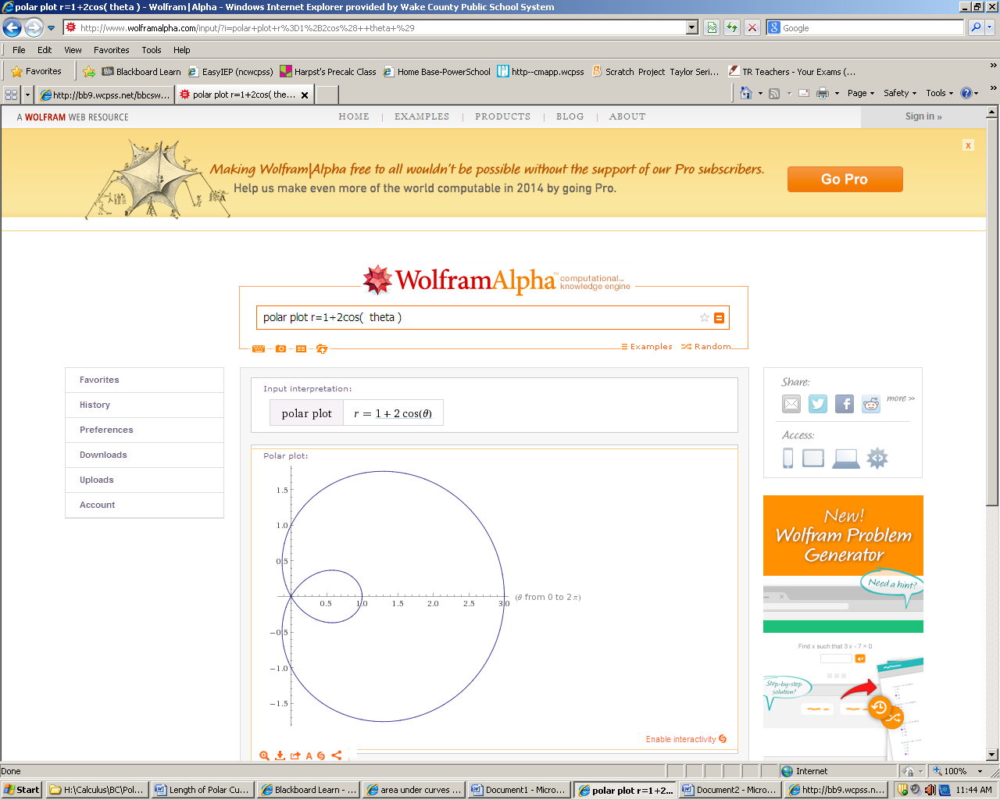 polar plot r=1+2cos( theta ) - Wolfram|Alpha - Windows Internet Explorer provided by Wake County Public School System
http://www.wolframalpha.com/input/?i=polar+plot+r%3D1%2B2cos%28++theta+%29
Google
File Edit View Favorites Tools Help
Favorites Blackboard Learn EasyIEP (ncwcpss) Harpst's Precalc Class Home Base-PowerSchool http--cmapp.wcpss Scratch Project Taylor Seri... TR Teachers - Your Exams (... »
http://bb9.wcpss.net/bbcsw... polar plot r=1+2cos( the... Page Safety Tools »
A WOLFRAM WEB RESOURCE HOME | EXAMPLES | PRODUCTS | BLOG | ABOUT Sign in »
x
Making Wolfram|Alpha free to all wouldn't be possible without the support of our Pro subscribers.
Help us make even more of the world computable in 2014 by going Pro.
Go Pro
WolframAlpha™ computational...
knowledge engine
polar plot r=1+2cos(  theta )
Examples Random
Favorites
History
Preferences
Downloads
Uploads
Account
Input interpretation:
polar plot r = 1 + 2 cos(θ)
Polar plot:
1.5
1.0
0.5
0.5 1.0 1.5 2.0 2.5 3.0
(θ from 0 to 2 π)
−0.5
−1.0
−1.5
Enable interactivity
A
Share:
more »
Access:
New!
Wolfram Problem
Generator
Need a hint?
Find x such that 3 x - 7 = 0
Step-by-step
solution?
Done Internet 100%
Start H:\Calculus\BC\Pol... Length of Polar Cu... Blackboard Learn - ... area under curves ... Document1 - Micro... polar plot r=1+2... Document2 - Micro... http://bb9.wcpss.n... 11:44 AM